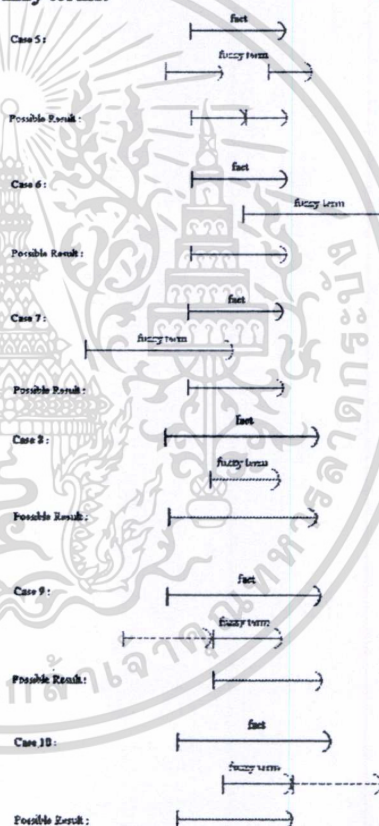 fuzzy terms.
fact
Case 5 :
fuzzy term
Possible Result :
fact
Case 6 :
fuzzy term
Possible Result :
fact
Case 7 :
fuzzy term
Possible Result :
fact
Case 8 :
fuzzy term
Possible Result :
fact
Case 9 :
fuzzy term
Possible Result :
fact
Case 10 :
fuzzy term
Possible Result :